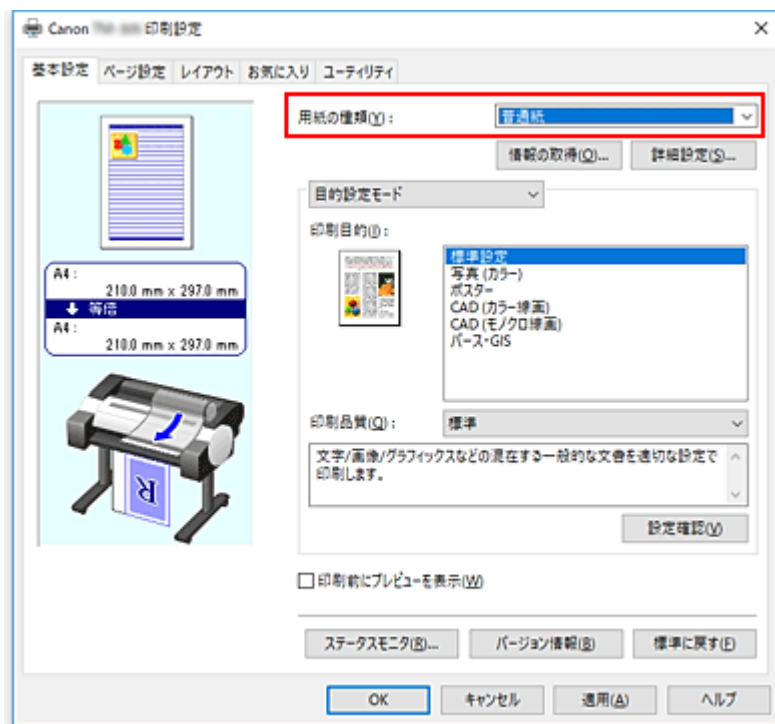 Canon 印刷設定
基本設定 ページ設定 レイアウト お気に入り ユーティリティ
用紙の種類(Y): 普通紙
情報の取得(O)... 詳細設定(S)...
目的設定モード
印刷目的(I):
標準設定
写真 (カラー)
ポスター
CAD (カラー線画)
CAD (モノクロ線画)
パース・GIS
A4 :
210.0 mm x 297.0 mm
等倍
A4 :
210.0 mm x 297.0 mm
R
印刷品質(Q): 標準
文字/画像/グラフィックスなどの混在する一般的な文書を適切な設定で
印刷します。
設定確認(V)
印刷前にプレビューを表示(W)
ステータスモニタ(R)... バージョン情報(B) 標準に戻す(F)
OK キャンセル 適用(A) ヘルプ